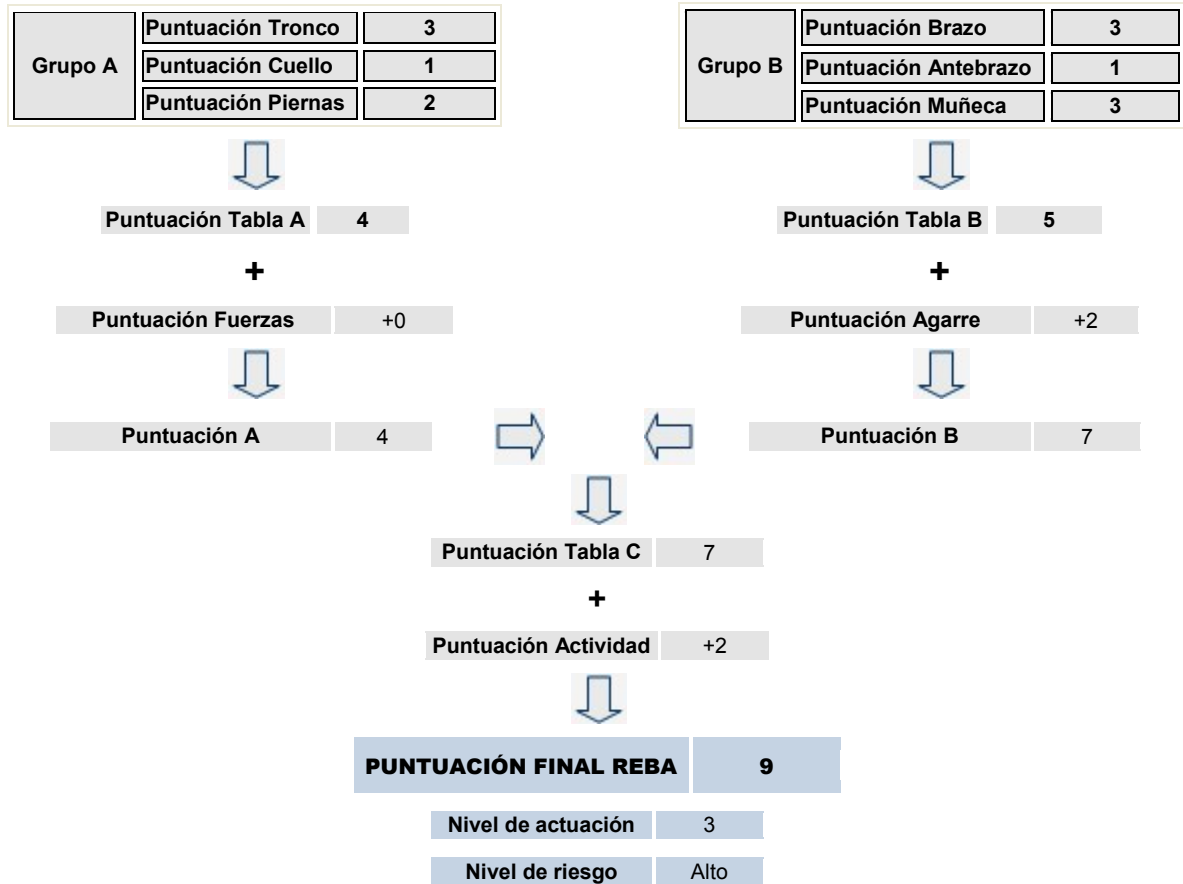 Grupo A
Puntuación Tronco 3
Puntuación Cuello 1
Puntuación Piernas 2
Grupo B
Puntuación Brazo 3
Puntuación Antebrazo 1
Puntuación Muñeca 3
Puntuación Tabla A 4
Puntuación Tabla B 5
+
+
Puntuación Fuerzas +0
Puntuación Agarre +2
Puntuación A 4
Puntuación B 7
Puntuación Tabla C 7
+
Puntuación Actividad +2
PUNTUACIÓN FINAL REBA 9
Nivel de actuación 3
Nivel de riesgo Alto